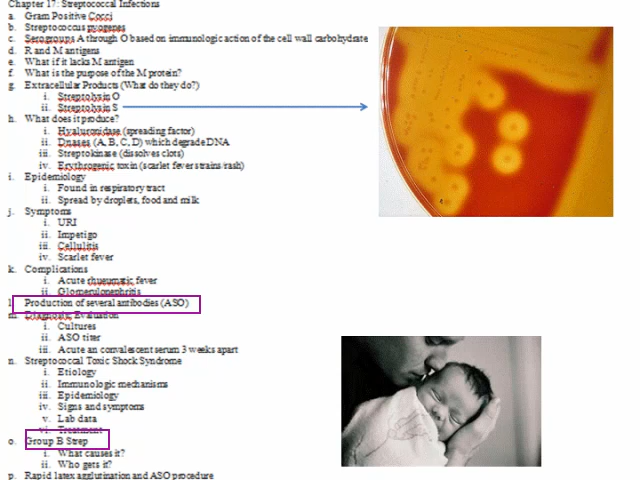 Chapter 17: Streptococcal Infections
a. Gram Positive Cocci
b. Streptococcus pyogenes
c. Serogroups A through O based on immunologic action of the cell wall carbohydrate
d. R and M antigens
e. What if it lacks M antigen
f. What is the purpose of the M protein?
g. Extracellular Products (What do they do?)
i. Streptolysin O
ii. Streptolysin S
h. What does it produce?
i. Hyaluronidase (spreading factor)
ii. Dnases (A, B, C, D) which degrade DNA
iii. Streptokinase (dissolves clots)
iv. Erythrogenic toxin (scarlet fever strains/rash)
i. Epidemiology
i. Found in respiratory tract
ii. Spread by droplets, food and milk
j. Symptoms
i. URI
ii. Impetigo
iii. Cellulitis
iv. Scarlet fever
k. Complications
i. Acute rhueumatic fever
ii. Glomerulonephritis
l. Production of several antibodies (ASO)
m. Diagnosis, Evaluation
i. Cultures
ii. ASO titer
iii. Acute an convalescent serum 3 weeks apart
n. Streptococcal Toxic Shock Syndrome
i. Etiology
ii. Immunologic mechanisms
iii. Epidemiology
iv. Signs and symptoms
v. Lab data
vi. Treatment
o. Group B Strep
i. What causes it?
ii. Who gets it?
p. Rapid latex agglutination and ASO procedure